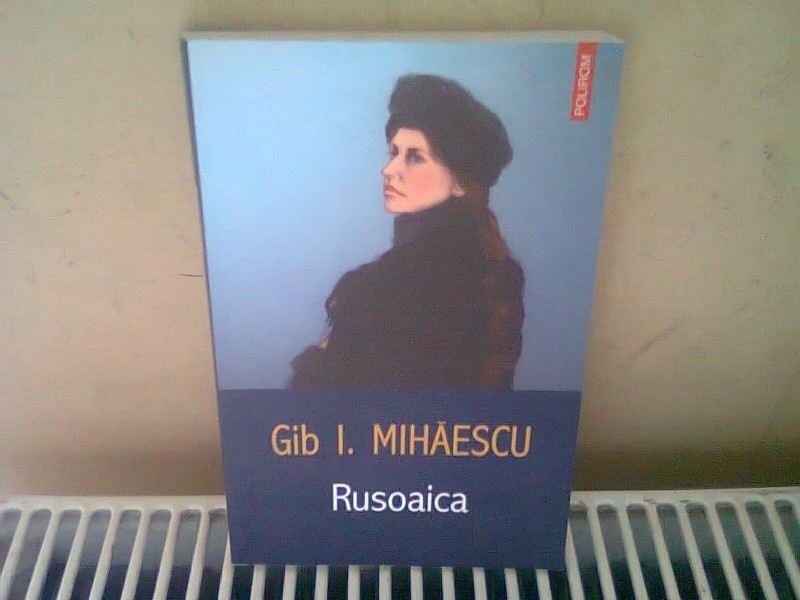 POLIROM
Gib I. MIHĂESCU
Rusoaica